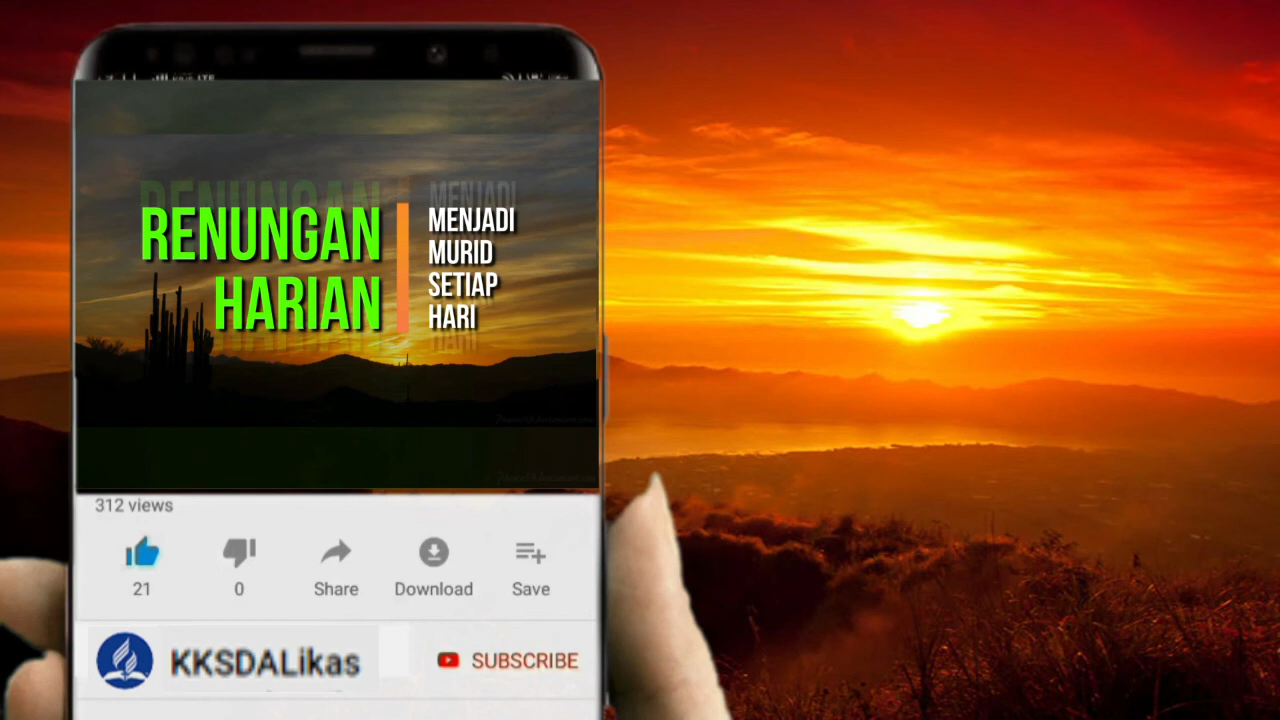 RENUNGAN
HARIAN
MENJADI
MURID
SETIAP
HARI
312 views
21
0
Share
Download
Save
KKSDALikas
SUBSCRIBE